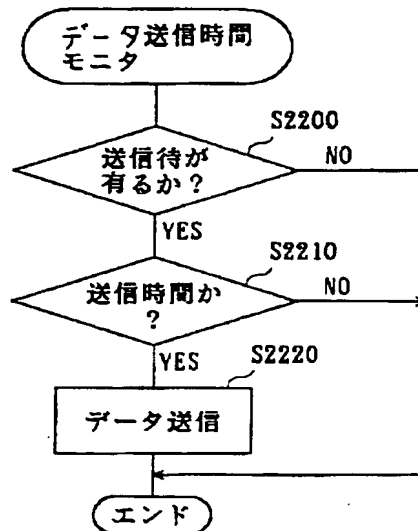 データ送信時間
モニタ
S2200
送信待が
有るか?
NO
YES
S2210
送信時間か
?
NO
YES
S2220
データ送信
エンド